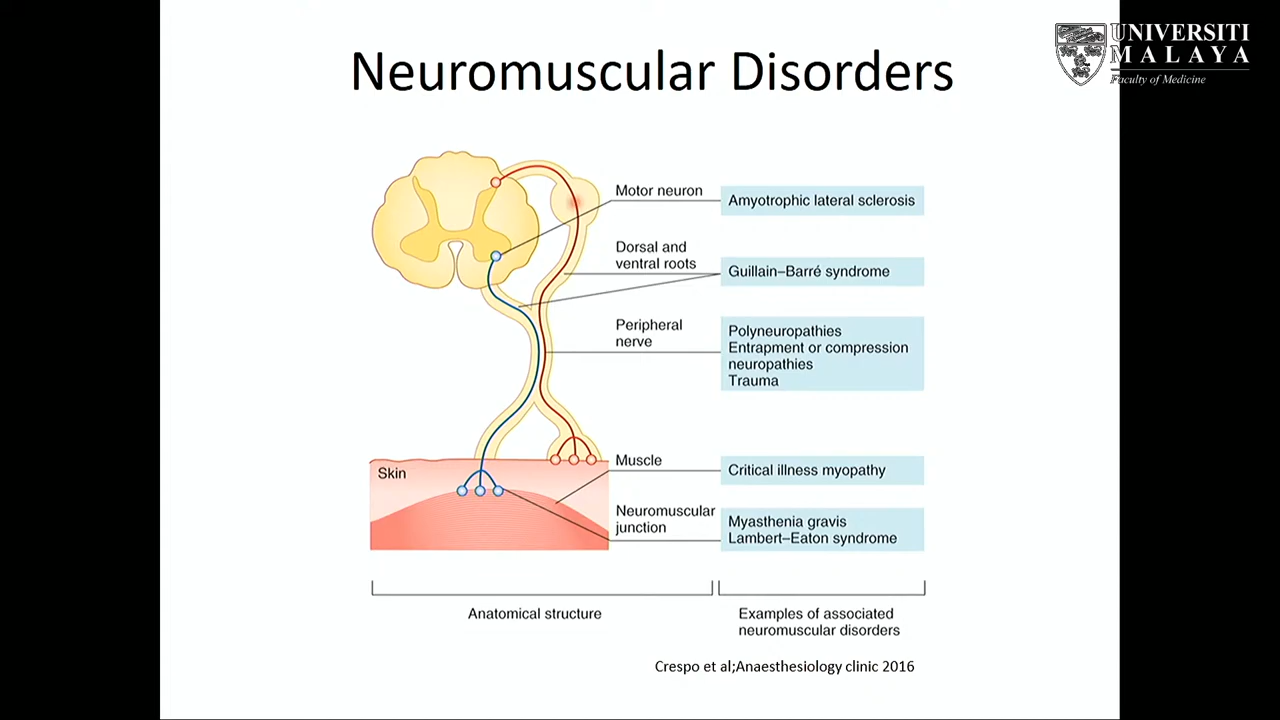 Neuromuscular Disorders
UNIVERSITI
MALAYA
Faculty of Medicine
Motor neuron
Amyotrophic lateral sclerosis
Dorsal and
ventral roots
Guillain–Barré syndrome
Peripheral
nerve
Polyneuropathies
Entrapment or compression
neuropathies
Trauma
Skin
Muscle
Critical illness myopathy
Neuromuscular
junction
Myasthenia gravis
Lambert–Eaton syndrome
Anatomical structure
Examples of associated
neuromuscular disorders
Crespo et al;Anaesthesiology clinic 2016